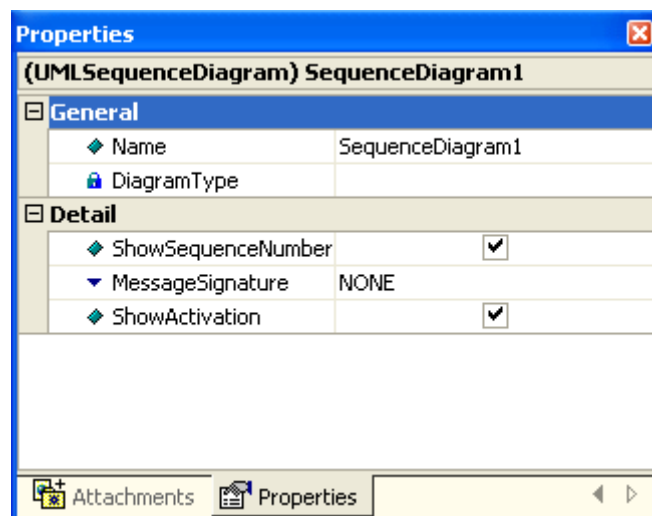 Properties
(UMLSequenceDiagram) SequenceDiagram1
General
Name SequenceDiagram1
DiagramType
Detail
ShowSequenceNumber
MessageSignature NONE
ShowActivation
Attachments Properties